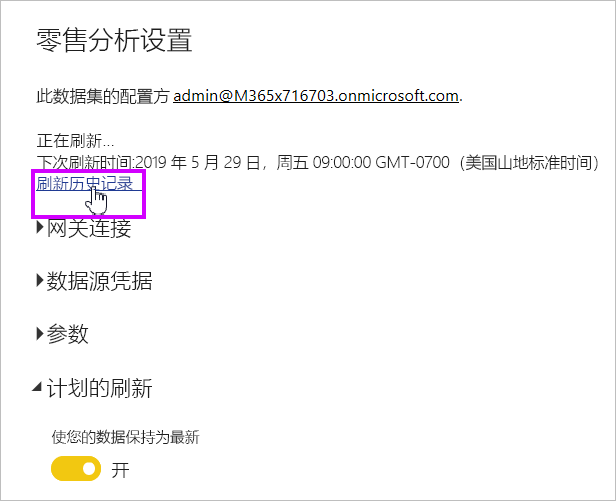 零售分析设置
此数据集的配置方 admin@M365x716703.onmicrosoft.com.
正在刷新...
下次刷新时间:2019 年 5 月 29 日，周五 09:00:00 GMT-0700（美国山地标准时间）
刷新历史记录
网关连接
数据源凭据
参数
计划的刷新
使您的数据保持为最新
开